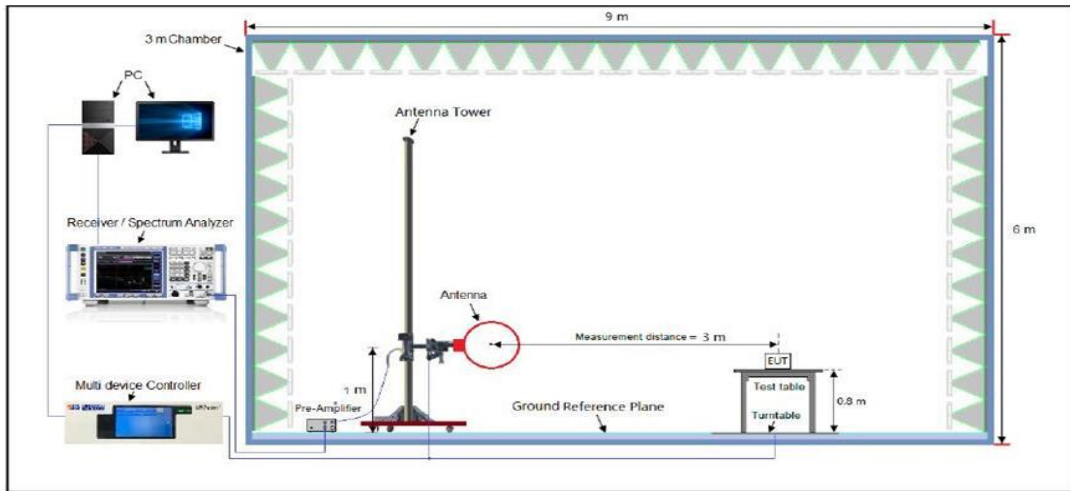 9 m
3 m Chamber
PC
Antenna Tower
Receiver / Spectrum Analyzer
6 m
Antenna
Measurement distance = 3 m
EUT
1 m
Multi device Controller
Test table
0.8 m
Pre-Amplifier
Ground Reference Plane
Turntable